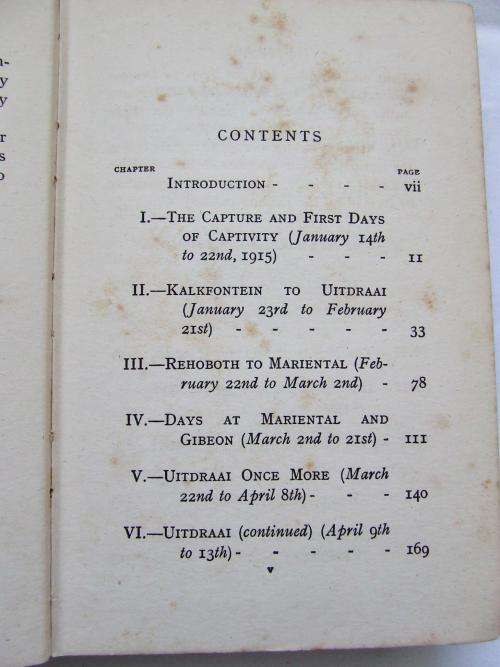 n-
y
y
r
s
o
CONTENTS
CHAPTER PAGE
INTRODUCTION - - - - vii
I.—THE CAPTURE AND FIRST DAYS
OF CAPTIVITY (January 14th
to 22nd, 1915) - - - 11
II.—KALKFONTEIN TO UITDRAAI
(January 23rd to February
21st) - - - - - 33
III.—REHOBOTH TO MARIENTAL (Feb-
ruary 22nd to March 2nd) - 78
IV.—DAYS AT MARIENTAL AND
GIBEON (March 2nd to 21st) - 111
V.—UITDRAAI ONCE MORE (March
22nd to April 8th) - - - 140
VI.—UITDRAAI (continued) (April 9th
to 13th) - - - - - 169
v